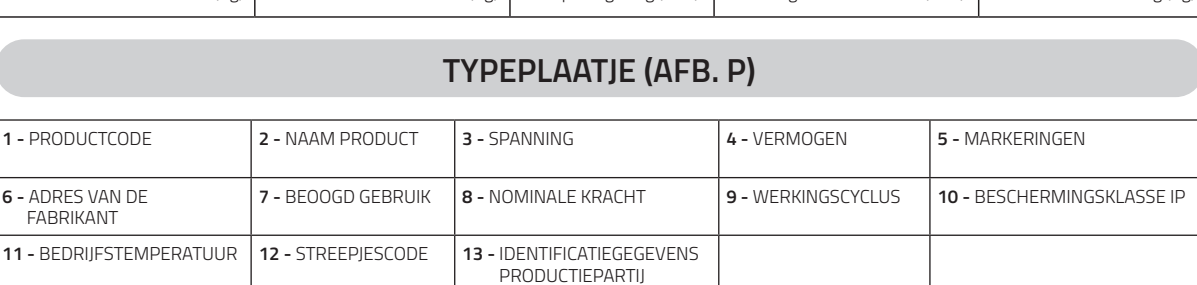 TYPEPLAATJE (AFB. P)
1 - PRODUCTCODE
2 - NAAM PRODUCT
3 - SPANNING
4 - VERMOGEN
5 - MARKERINGEN
6 - ADRES VAN DE
FABRIKANT
7 - BEOOGD GEBRUIK
8 - NOMINALE KRACHT
9 - WERKINGSCYCLUS
10 - BESCHERMINGSKLASSE IP
11 - BEDRIJFSTEMPERATUUR
12 - STREEPJESCODE
13 - IDENTIFICATIEGEGEVENS
PRODUCTIEPARTIJ